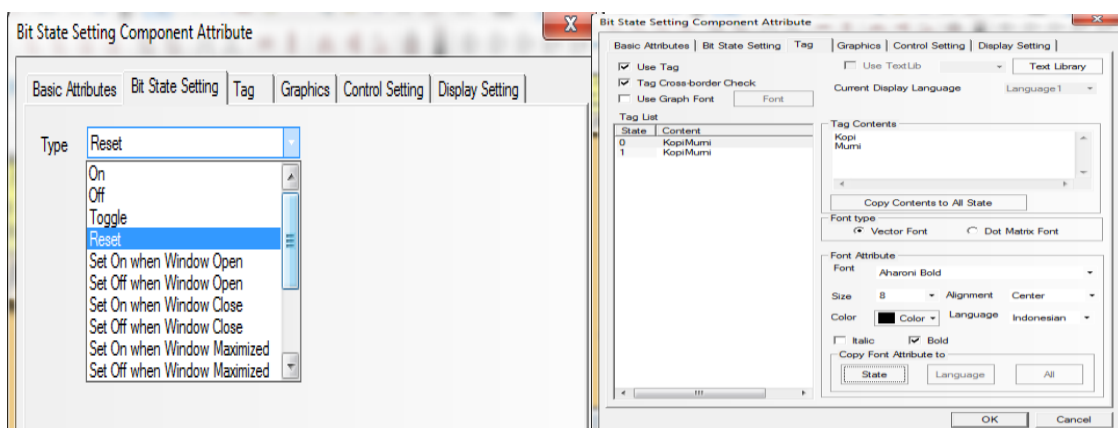 Bit State Setting Component Attribute
Basic Attributes Bit State Setting Tag Graphics Control Setting Display Setting
Type Reset
On
Off
Toggle
Reset
Set On when Window Open
Set Off when Window Open
Set On when Window Close
Set Off when Window Close
Set On when Window Maximized
Set Off when Window Maximized
Bit State Setting Component Attribute
Basic Attributes Bit State Setting Tag Graphics Control Setting Display Setting
Use Tag
Tag Cross-border Check
Use Graph Font Font
Tag List
State Content
0 KopiMurni
1 KopiMurni
Use TextLib Text Library
Current Display Language Language1
Tag Contents
Kopi
Murni
Copy Contents to All State
Font type
Vector Font Dot Matrix Font
Font Attribute
Font Aharoni Bold
Size 8 Alignment Center
Color Color Language Indonesian
Italic Bold
Copy Font Attribute to
State Language All
OK Cancel